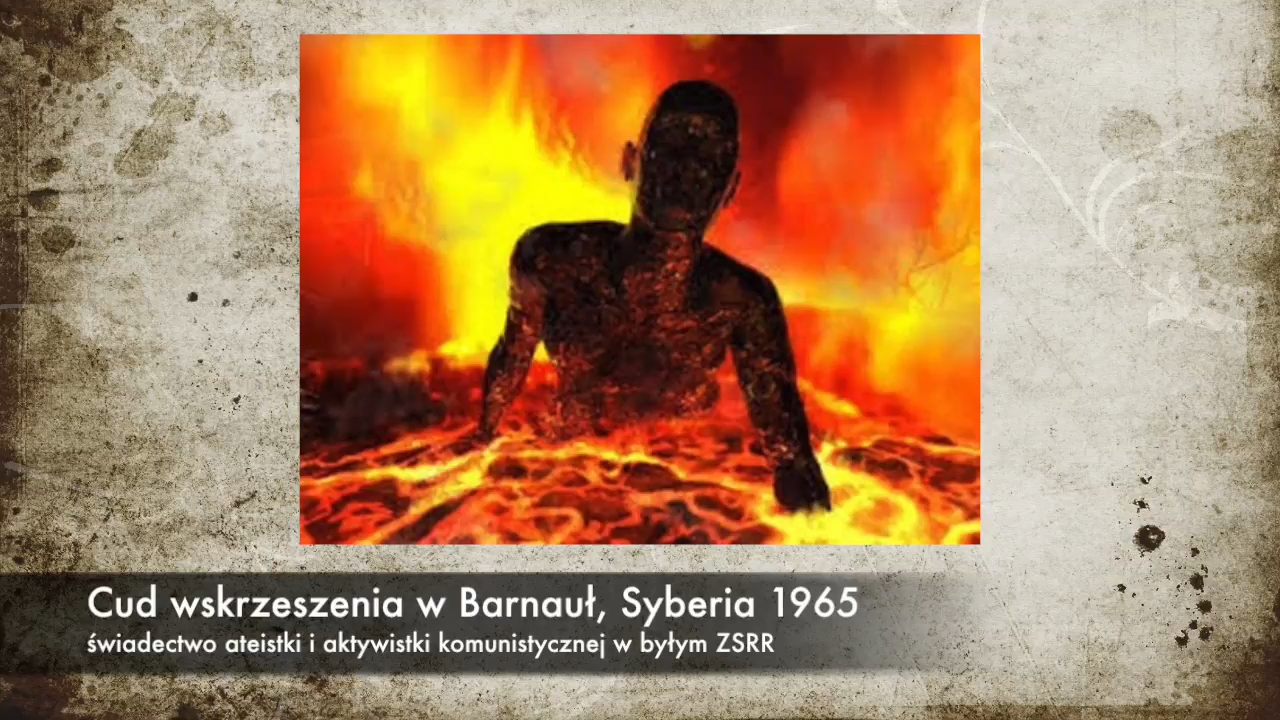 Cud wskrzeszenia w Barnauł, Syberia 1965
świadectwo ateistki i aktywistki komunistycznej w byłym ZSRR